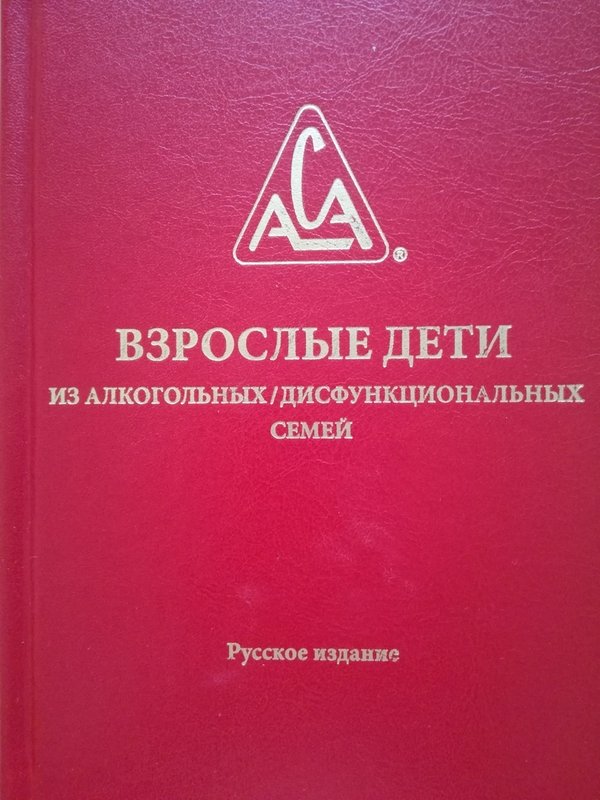 ACA®
ВЗРОСЛЫЕ ДЕТИ
ИЗ АЛКОГОЛЬНЫХ/ДИСФУНКЦИОНАЛЬНЫХ
СЕМЕЙ
Русское издание